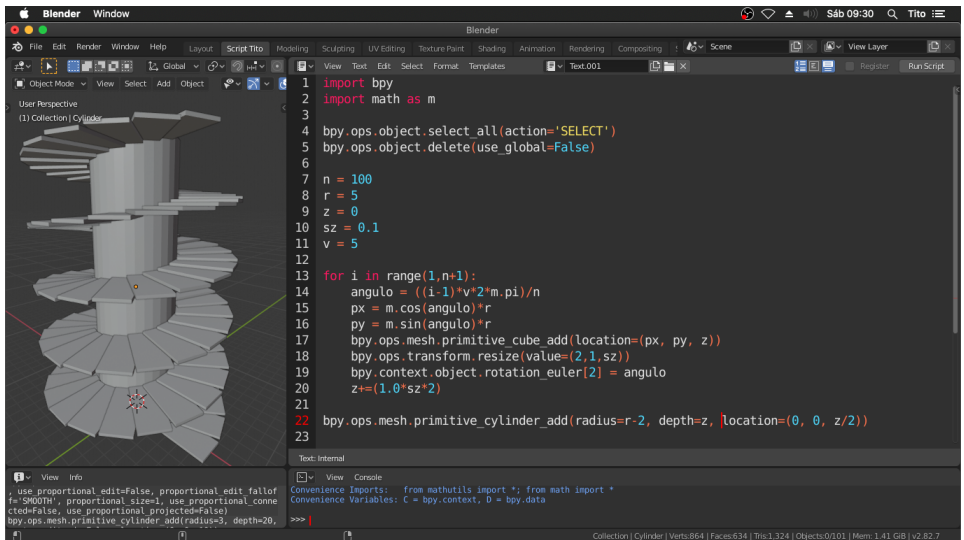 Blender Window Sáb 09:30 Tito
Blender
File Edit Render Window Help Layout Script Tito Modeling Sculpting UV Editing Texture Paint Shading Animation Rendering Compositing Scene View Layer
Global View Text Edit Select Format Templates Text.001 Register Run Script
Object Mode View Select Add Object
User Perspective
(1) Collection | Cylinder
1 import bpy
2 import math as m
3
4 bpy.ops.object.select_all(action='SELECT')
5 bpy.ops.object.delete(use_global=False)
6
7 n = 100
8 r = 5
9 z = 0
10 sz = 0.1
11 v = 5
12
13 for i in range(1,n+1):
14 angulo = ((i-1)*v*2*m.pi)/n
15 px = m.cos(angulo)*r
16 py = m.sin(angulo)*r
17 bpy.ops.mesh.primitive_cube_add(location=(px, py, z))
18 bpy.ops.transform.resize(value=(2,1,sz))
19 bpy.context.object.rotation_euler[2] = angulo
20 z+=(1.0*sz*2)
21
22 bpy.ops.mesh.primitive_cylinder_add(radius=r-2, depth=z, location=(0, 0, z/2))
23
Text: Internal
View Info
, use_proportional_edit=False, proportional_edit_fallof
f='SMOOTH', proportional_size=1, use_proportional_conne
cted=False, use_proportional_projected=False)
bpy.ops.mesh.primitive_cylinder_add(radius=3, depth=20,
View Console
Convenience Imports: from mathutils import *; from math import *
Convenience Variables: C = bpy.context, D = bpy.data
>>>
Collection | Cylinder | Verts:864 | Faces:634 | Tris:1,324 | Objects:0/101 | Mem: 1.41 GiB | v2.82.7